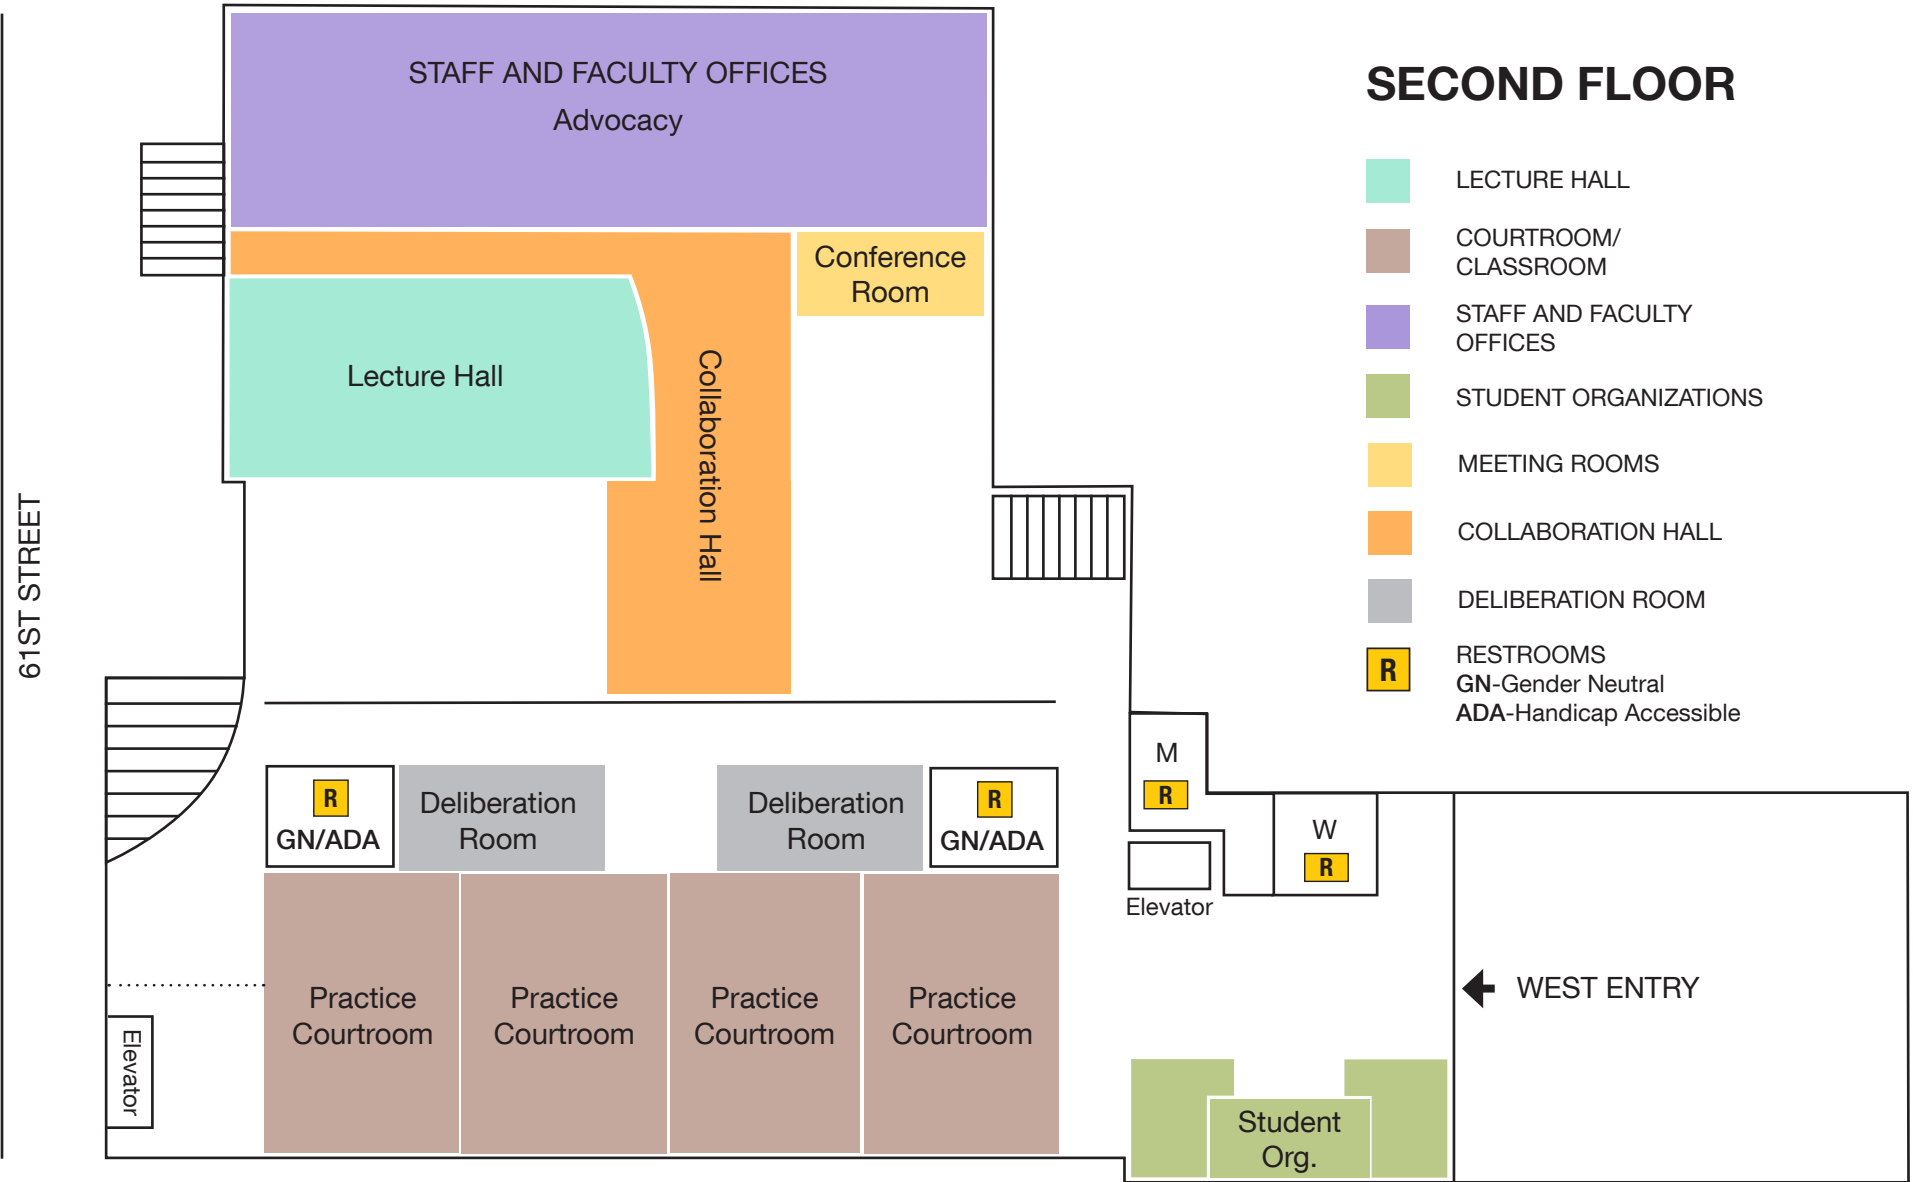 SECOND FLOOR
LECTURE HALL
COURTROOM/
CLASSROOM
STAFF AND FACULTY
OFFICES
STUDENT ORGANIZATIONS
MEETING ROOMS
COLLABORATION HALL
DELIBERATION ROOM
R
RESTROOMS
GN-Gender Neutral
ADA-Handicap Accessible
61ST STREET
STAFF AND FACULTY OFFICES
Advocacy
Conference
Room
Lecture Hall
Collaboration Hall
R
GN/ADA
Deliberation
Room
Deliberation
Room
R
GN/ADA
M
R
W
R
Elevator
Practice
Courtroom
Practice
Courtroom
Practice
Courtroom
Practice
Courtroom
WEST ENTRY
Elevator
Student
Org.